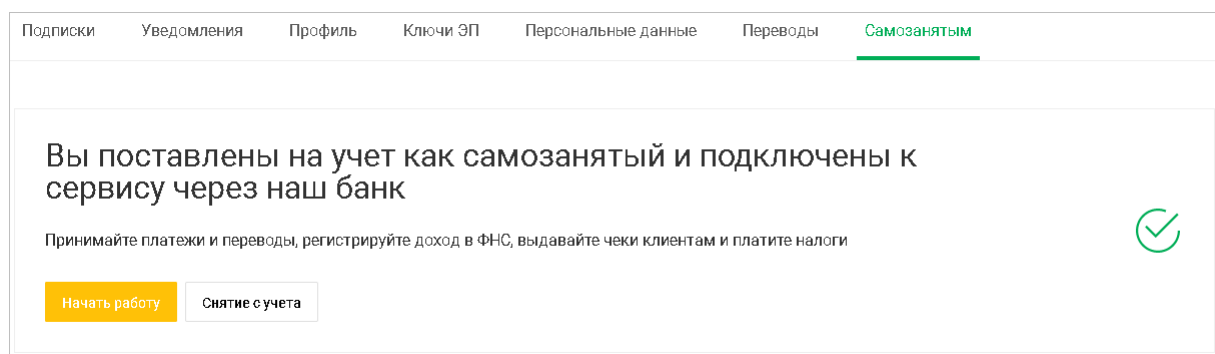 Подписки Уведомления Профиль Ключи ЭП Персональные данные Переводы Самозанятым
Вы поставлены на учет как самозанятый и подключены к
сервису через наш банк
Принимайте платежи и переводы, регистрируйте доход в ФНС, выдавайте чеки клиентам и платите налоги
Начать работу Снятие с учета